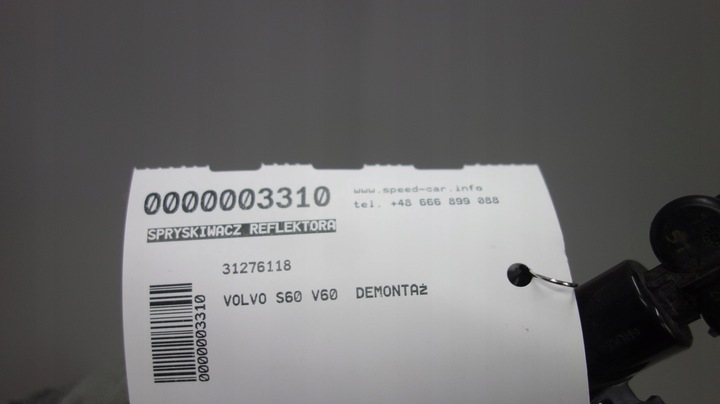 0000003310
www.speed-car.info
tel. +48 666 899 088
SPRYSKIWACZ REFLEKTORA
31276118
VOLVO S60 V60 DEMONTAż
0000003310